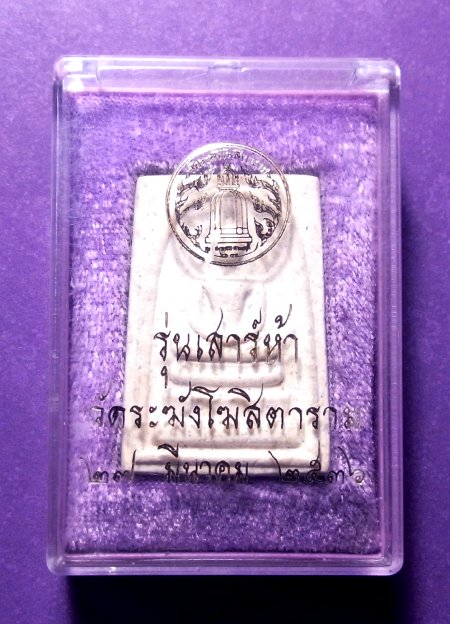 รุ่นเสาร์ห้า
วัดระฆังโฆสิตาราม
๒๗ มีนาคม ๒๕๓๖